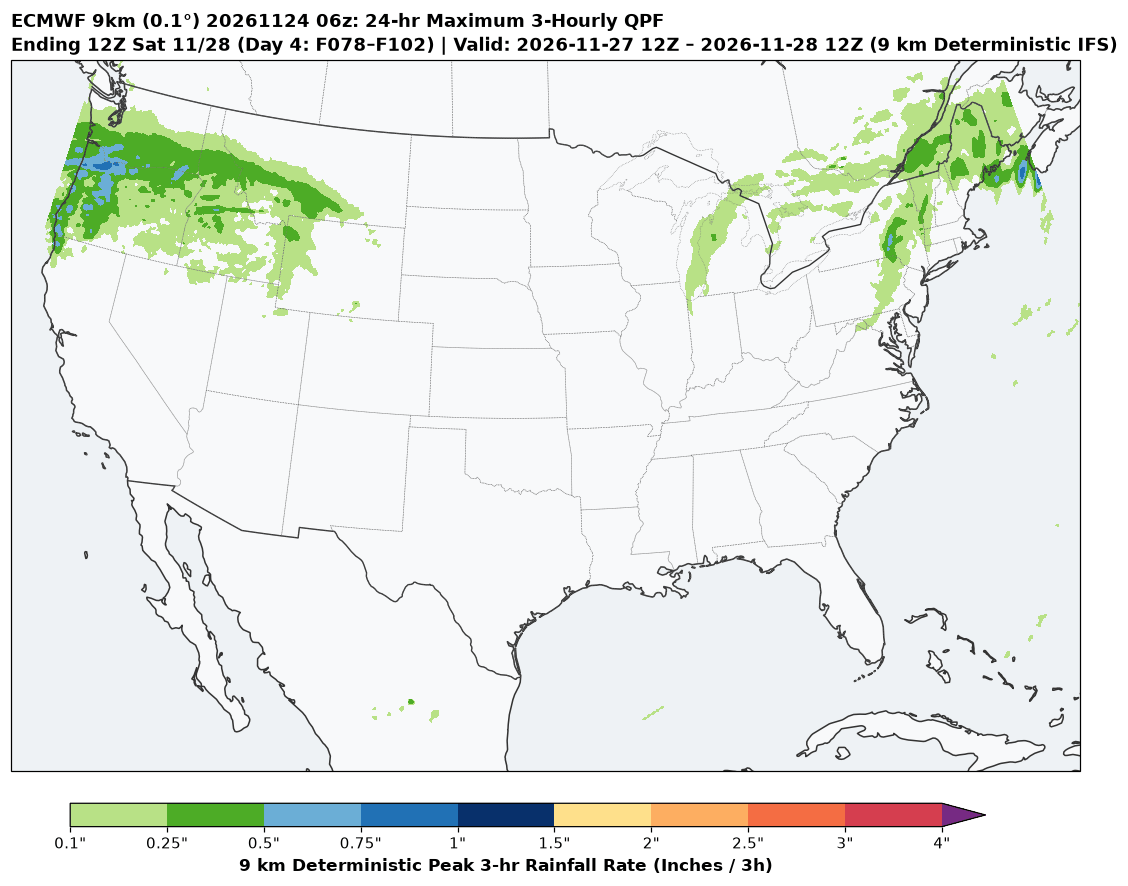 ECMWF 9km (0.1°) 20261124 06z: 24-hr Maximum 3-Hourly QPF
Ending 12Z Sat 11/28 (Day 4: F078–F102) | Valid: 2026-11-27 12Z – 2026-11-28 12Z (9 km Deterministic IFS)
0.1" 0.25" 0.5" 0.75" 1" 1.5" 2" 2.5" 3" 4"
9 km Deterministic Peak 3-hr Rainfall Rate (Inches / 3h)